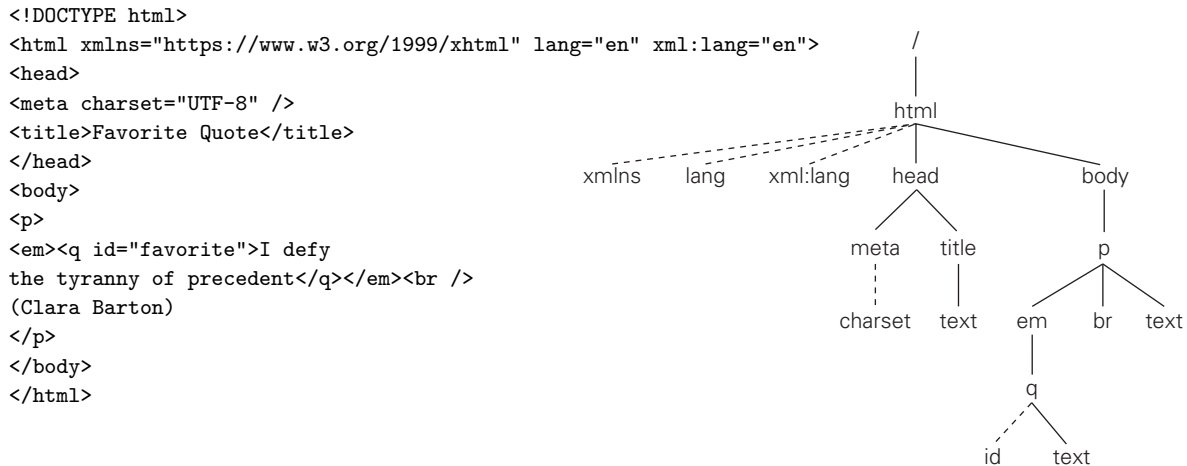 <!DOCTYPE html>
<html xmlns="https://www.w3.org/1999/xhtml" lang="en" xml:lang="en">
<head>
<meta charset="UTF-8" />
<title>Favorite Quote</title>
</head>
<body>
<p>
<em><q id="favorite">I defy
the tyranny of precedent</q></em><br />
(Clara Barton)
</p>
</body>
</html>
/
html
xmlns lang xml:lang head body
meta title p
charset text em br text
q
id text